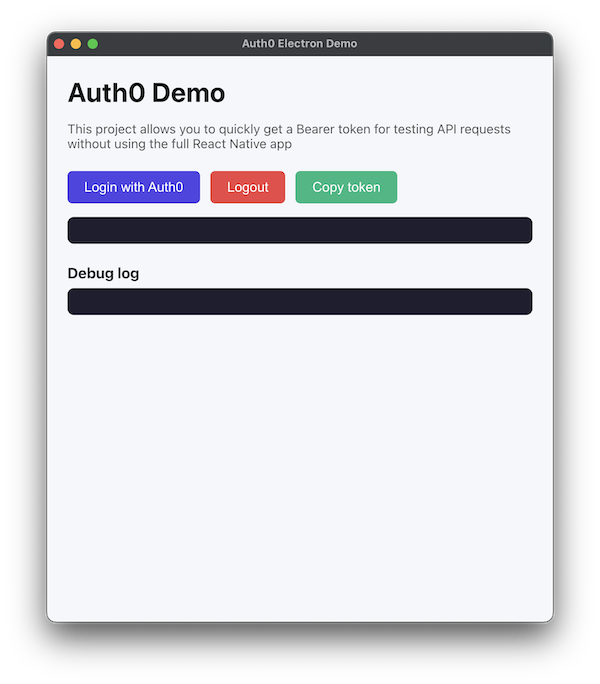 Auth0 Electron Demo
Auth0 Demo
This project allows you to quickly get a Bearer token for testing API requests
without using the full React Native app
Login with Auth0 Logout Copy token
Debug log